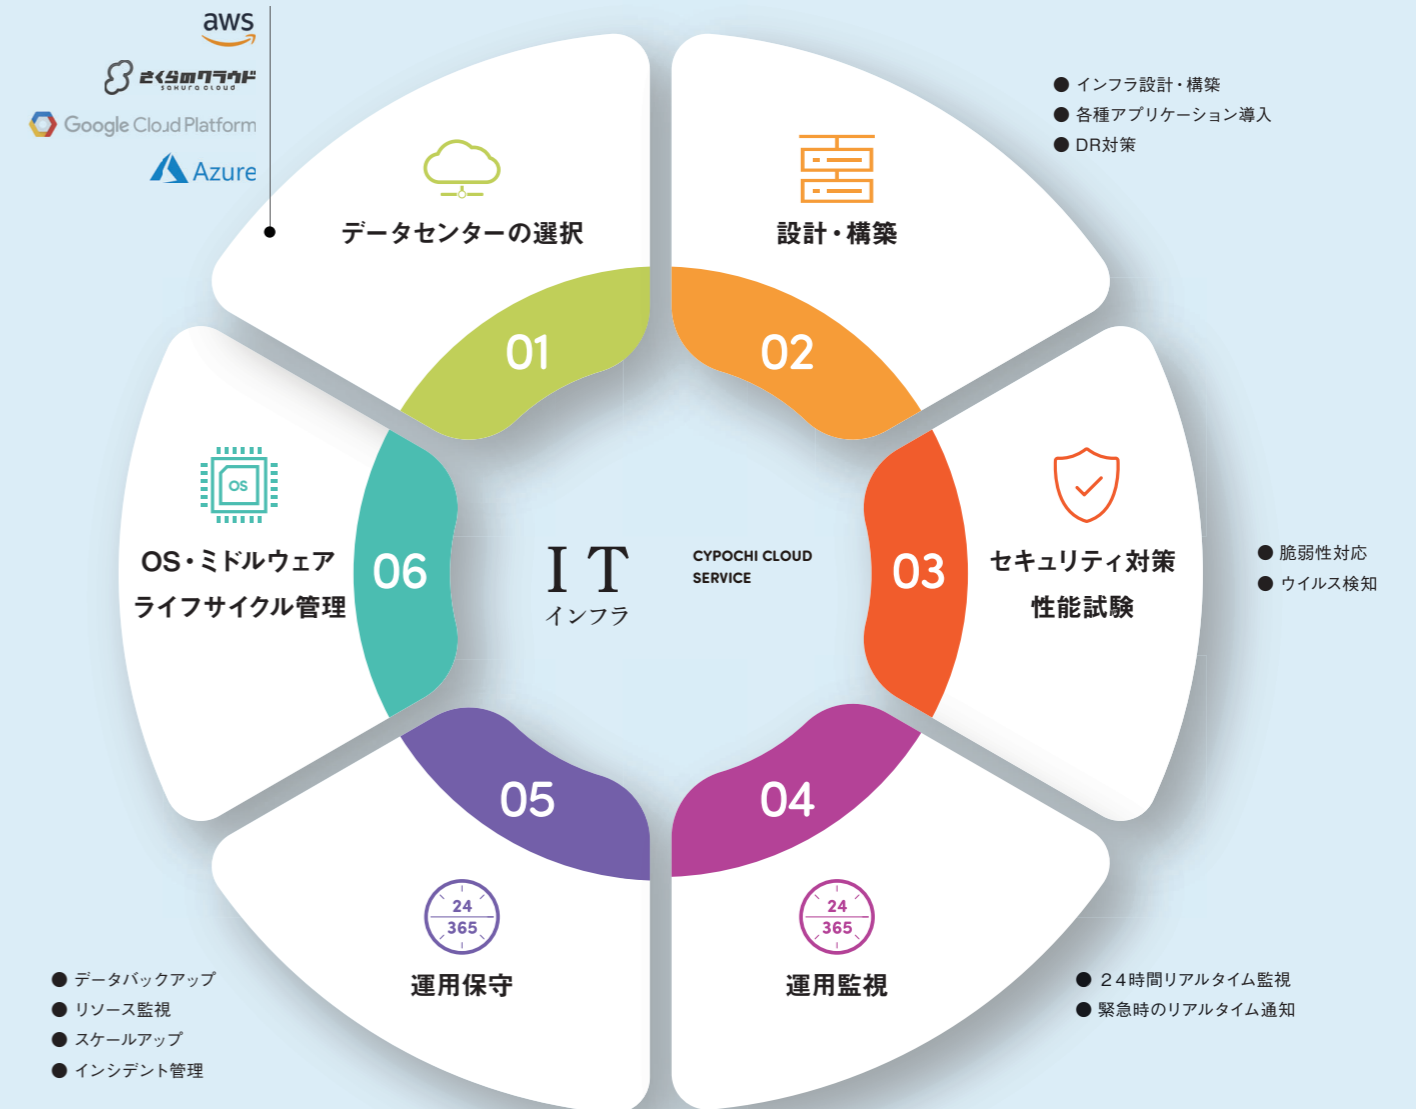 aws
さくらのクラウド
SAKURA CLOUD
Google Cloud Platform
Azure
データセンターの選択
01
設計・構築
02
● インフラ設計・構築
● 各種アプリケーション導入
● DR対策
セキュリティ対策
性能試験
03
● 脆弱性対応
● ウイルス検知
IT
インフラ
CYPOCHI CLOUD
SERVICE
OS
OS・ミドルウェア
ライフサイクル管理
06
05
24
365
運用保守
● データバックアップ
● リソース監視
● スケールアップ
● インシデント管理
04
24
365
運用監視
● 24時間リアルタイム監視
● 緊急時のリアルタイム通知